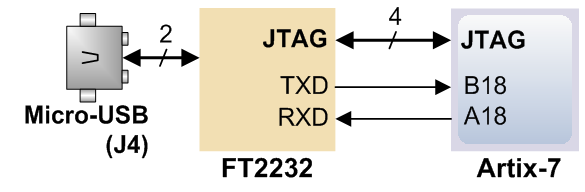 2
4
JTAG
JTAG
TXD
B18
RXD
A18
Micro-USB
(J4)
FT2232
Artix-7